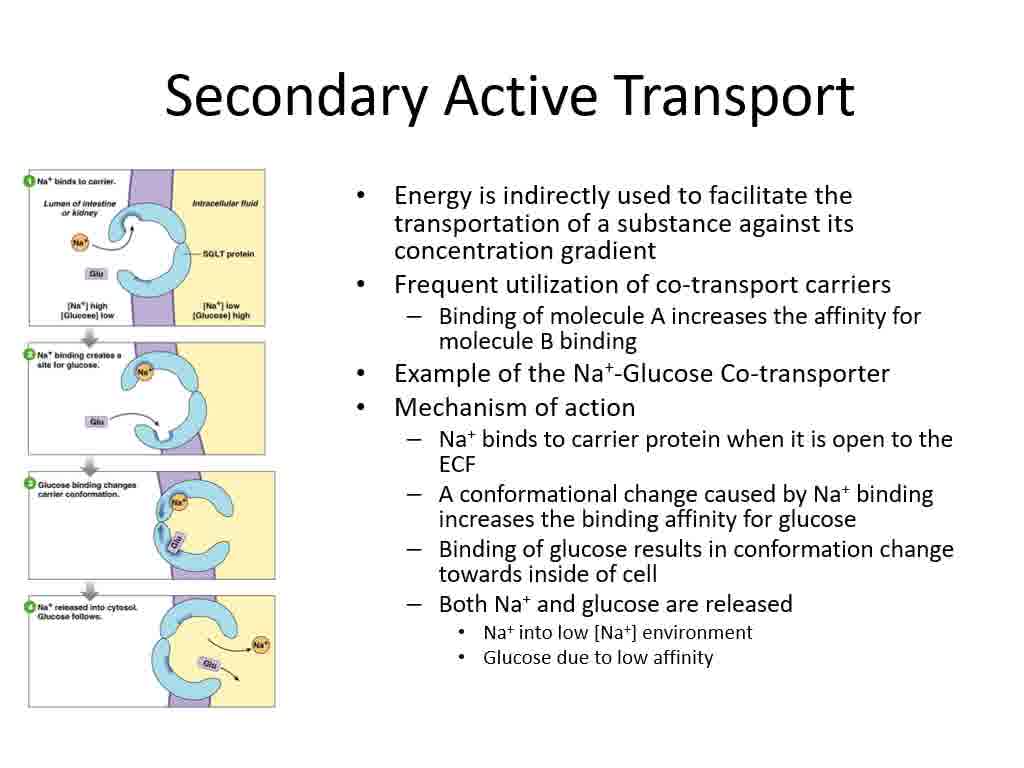 Secondary Active Transport
1 Na⁺ binds to carrier.
Lumen of intestine
or kidney
Intracellular fluid
Na⁺
SGLT protein
Glu
[Na⁺] high
[Glucose] low
[Na⁺] low
[Glucose] high
2 Na⁺ binding creates a
site for glucose.
Na⁺
Glu
3 Glucose binding changes
carrier conformation.
Na⁺
Glu
4 Na⁺ released into cytosol.
Glucose follows.
Na⁺
Glu
• Energy is indirectly used to facilitate the
transportation of a substance against its
concentration gradient
• Frequent utilization of co-transport carriers
– Binding of molecule A increases the affinity for
molecule B binding
• Example of the Na⁺-Glucose Co-transporter
• Mechanism of action
– Na⁺ binds to carrier protein when it is open to the
ECF
– A conformational change caused by Na⁺ binding
increases the binding affinity for glucose
– Binding of glucose results in conformation change
towards inside of cell
– Both Na⁺ and glucose are released
• Na⁺ into low [Na⁺] environment
• Glucose due to low affinity